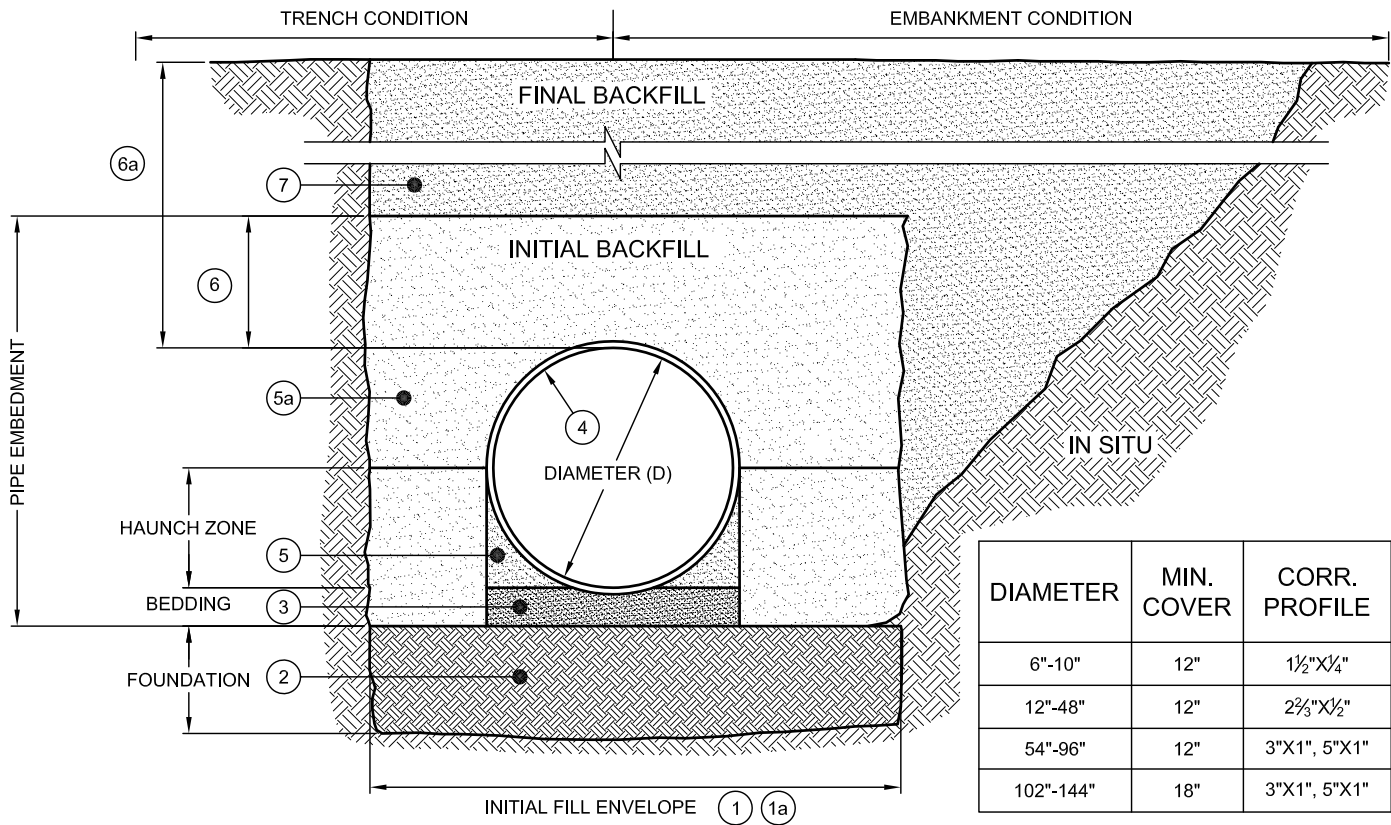 TRENCH CONDITION
EMBANKMENT CONDITION
FINAL BACKFILL
6a
7
INITIAL BACKFILL
6
PIPE EMBEDMENT
5a
4
DIAMETER (D)
IN SITU
HAUNCH ZONE
5
BEDDING
3
FOUNDATION
2
INITIAL FILL ENVELOPE 1 1a
DIAMETER MIN. COVER CORR. PROFILE
6"-10" 12" 1½"X¼"
12"-48" 12" 2⅔"X½"
54"-96" 12" 3"X1", 5"X1"
102"-144" 18" 3"X1", 5"X1"